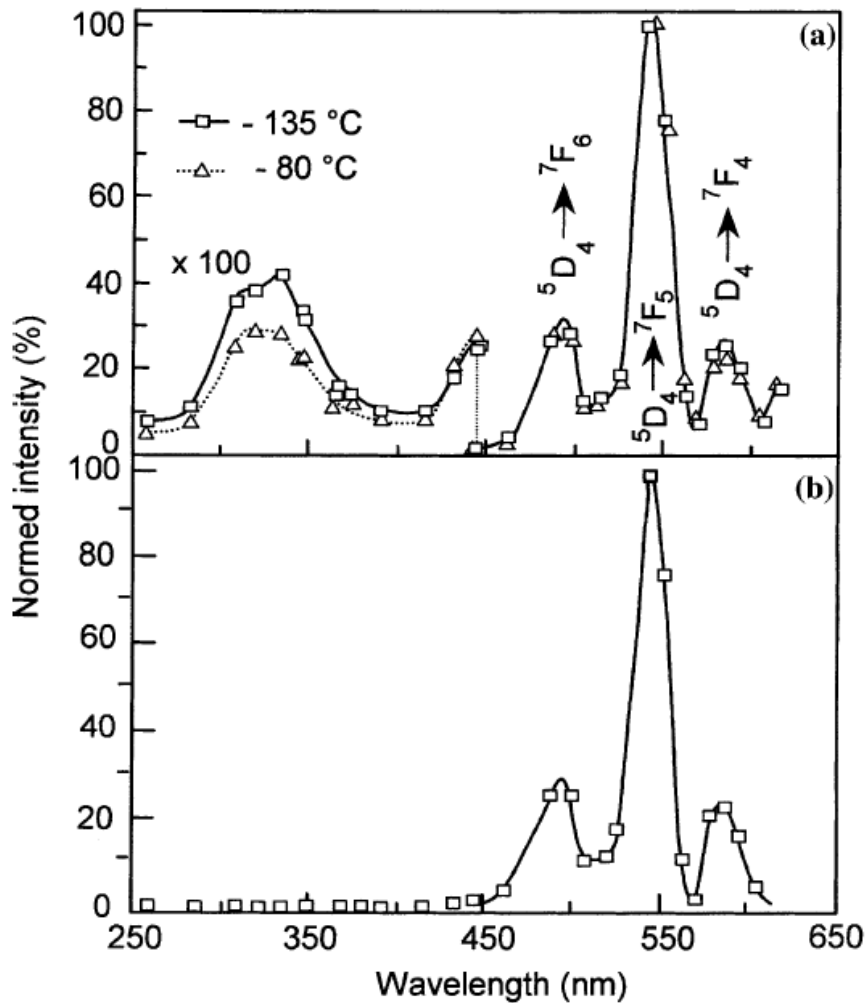 Normed intensity (%)
(a)
100
80
60
40
20
0
- 135 °C
- 80 °C
x 100
⁵D₄ → ⁷F₆
⁵D₄ → ⁷F₅
⁵D₄ → ⁷F₄
(b)
100
80
60
40
20
0
250 350 450 550 650
Wavelength (nm)